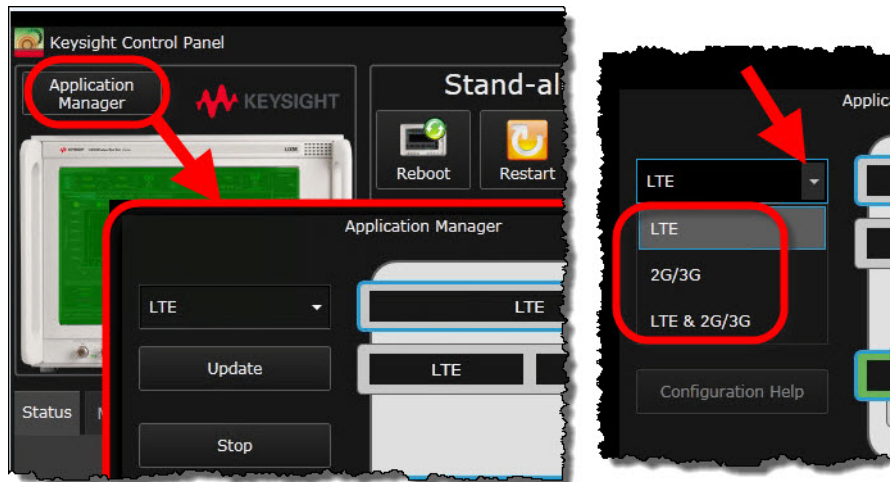 Keysight Control Panel
Application
Manager
KEYSIGHT
Stand-al
Reboot
Restart
Application Manager
LTE
LTE
Update
LTE
Stop
Status
Applic
LTE
LTE
2G/3G
LTE & 2G/3G
Configuration Help